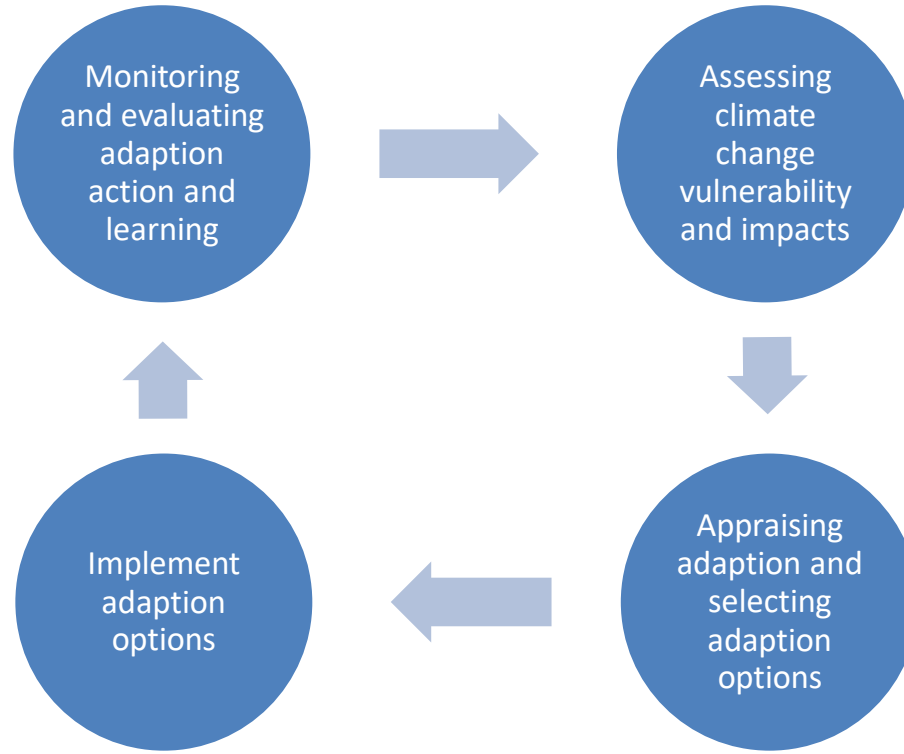 Monitoring
and evaluating
adaption
action and
learning
Assessing
climate
change
vulnerability
and impacts
Appraising
adaption and
selecting
adaption
options
Implement
adaption
options